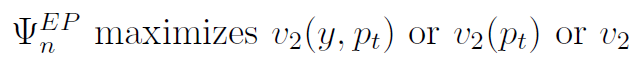 Ψ_n^{EP} maximizes v_2(y, p_t) or v_2(p_t) or v_2